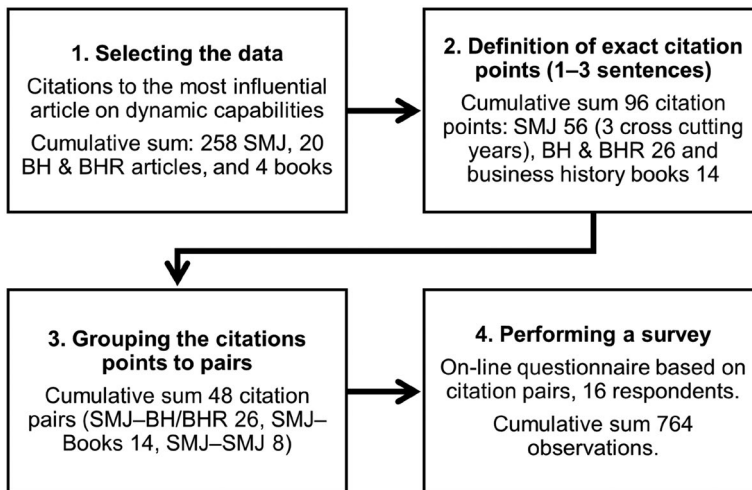 1. Selecting the data
Citations to the most influential
article on dynamic capabilities
Cumulative sum: 258 SMJ, 20
BH & BHR articles, and 4 books
2. Definition of exact citation
points (1–3 sentences)
Cumulative sum 96 citation
points: SMJ 56 (3 cross cutting
years), BH & BHR 26 and
business history books 14
3. Grouping the citations
points to pairs
Cumulative sum 48 citation
pairs (SMJ–BH/BHR 26, SMJ–
Books 14, SMJ–SMJ 8)
4. Performing a survey
On-line questionnaire based on
citation pairs, 16 respondents.
Cumulative sum 764
observations.